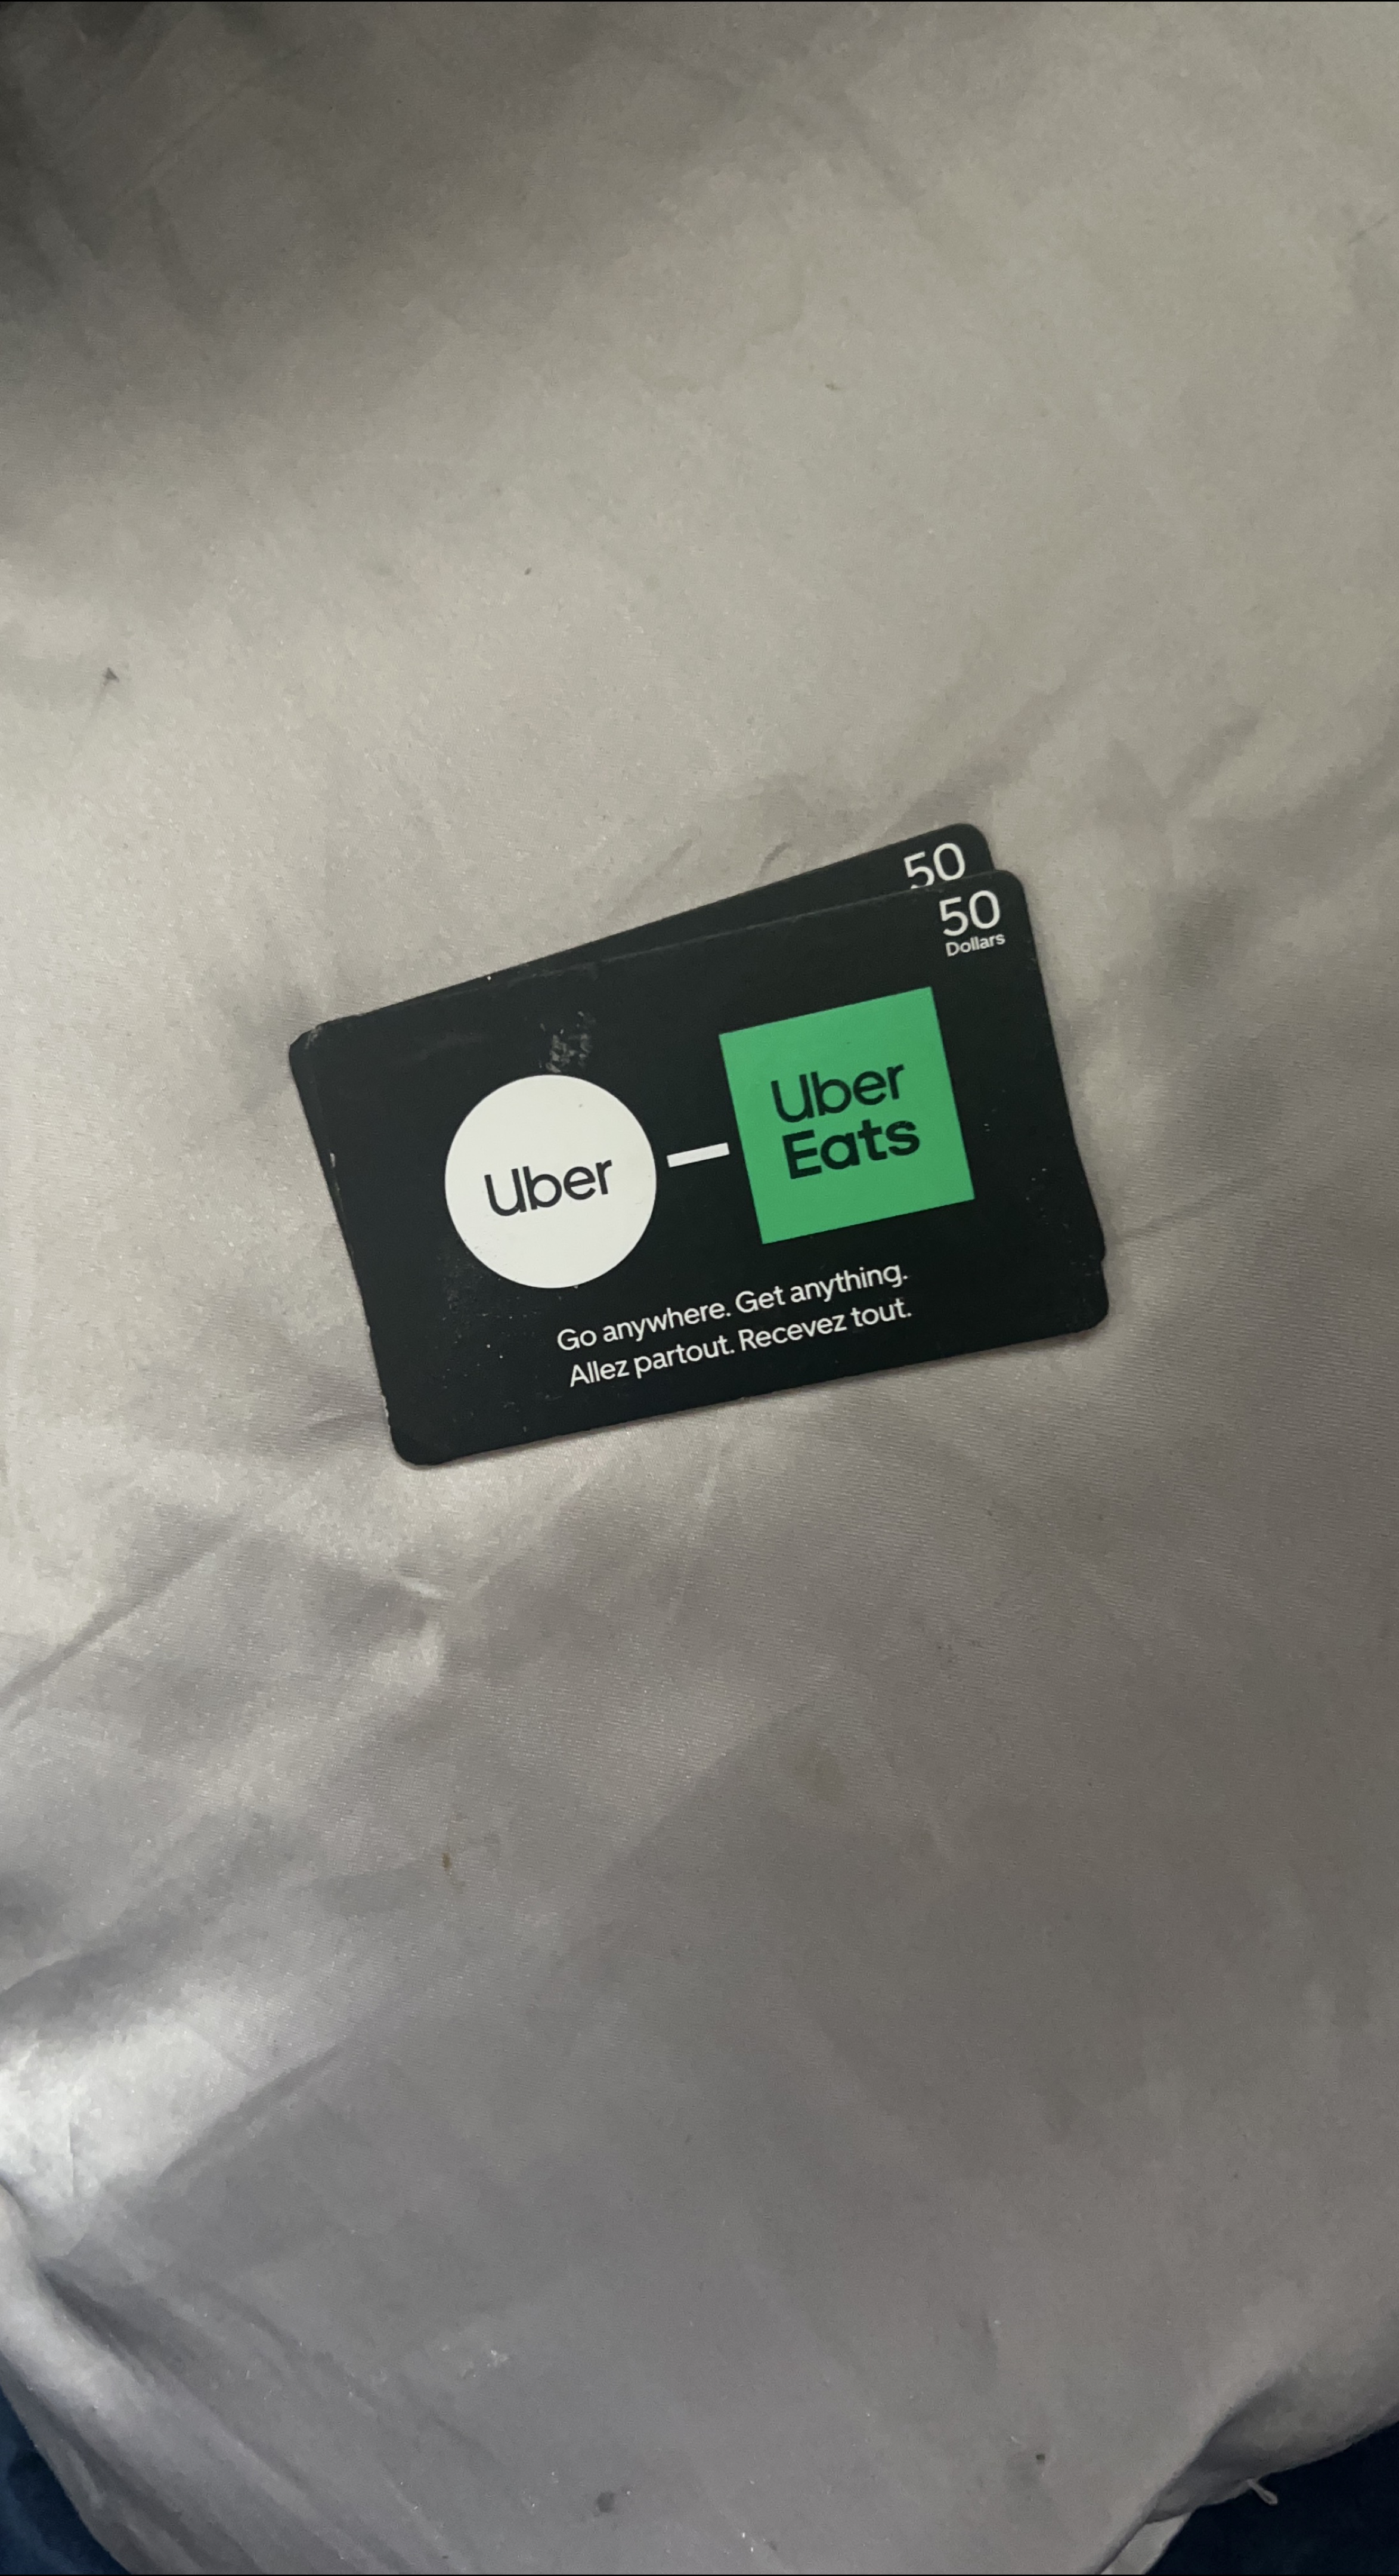 50
50
Dollars
Uber
Uber
Eats
Go anywhere. Get anything.
Allez partout. Recevez tout.